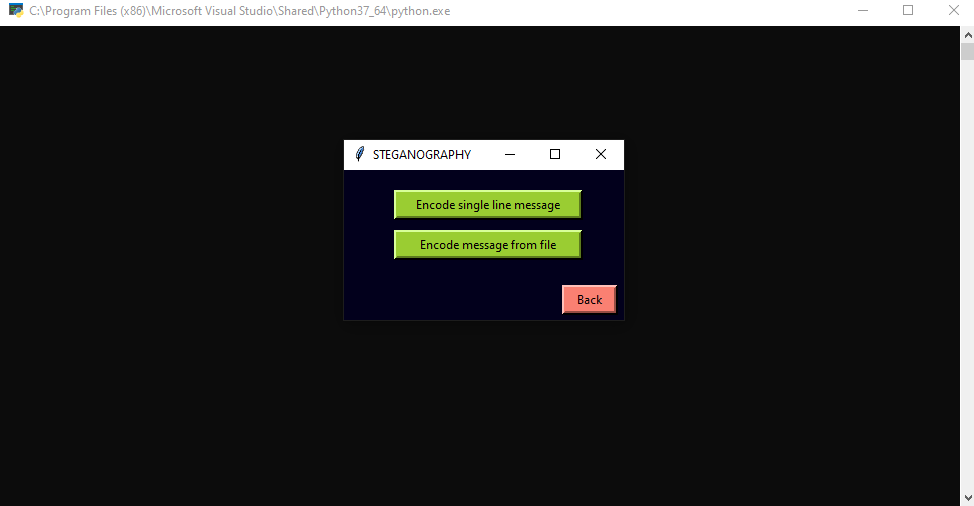 C:\Program Files (x86)\Microsoft Visual Studio\Shared\Python37_64\python.exe
STEGANOGRAPHY
Encode single line message
Encode message from file
Back